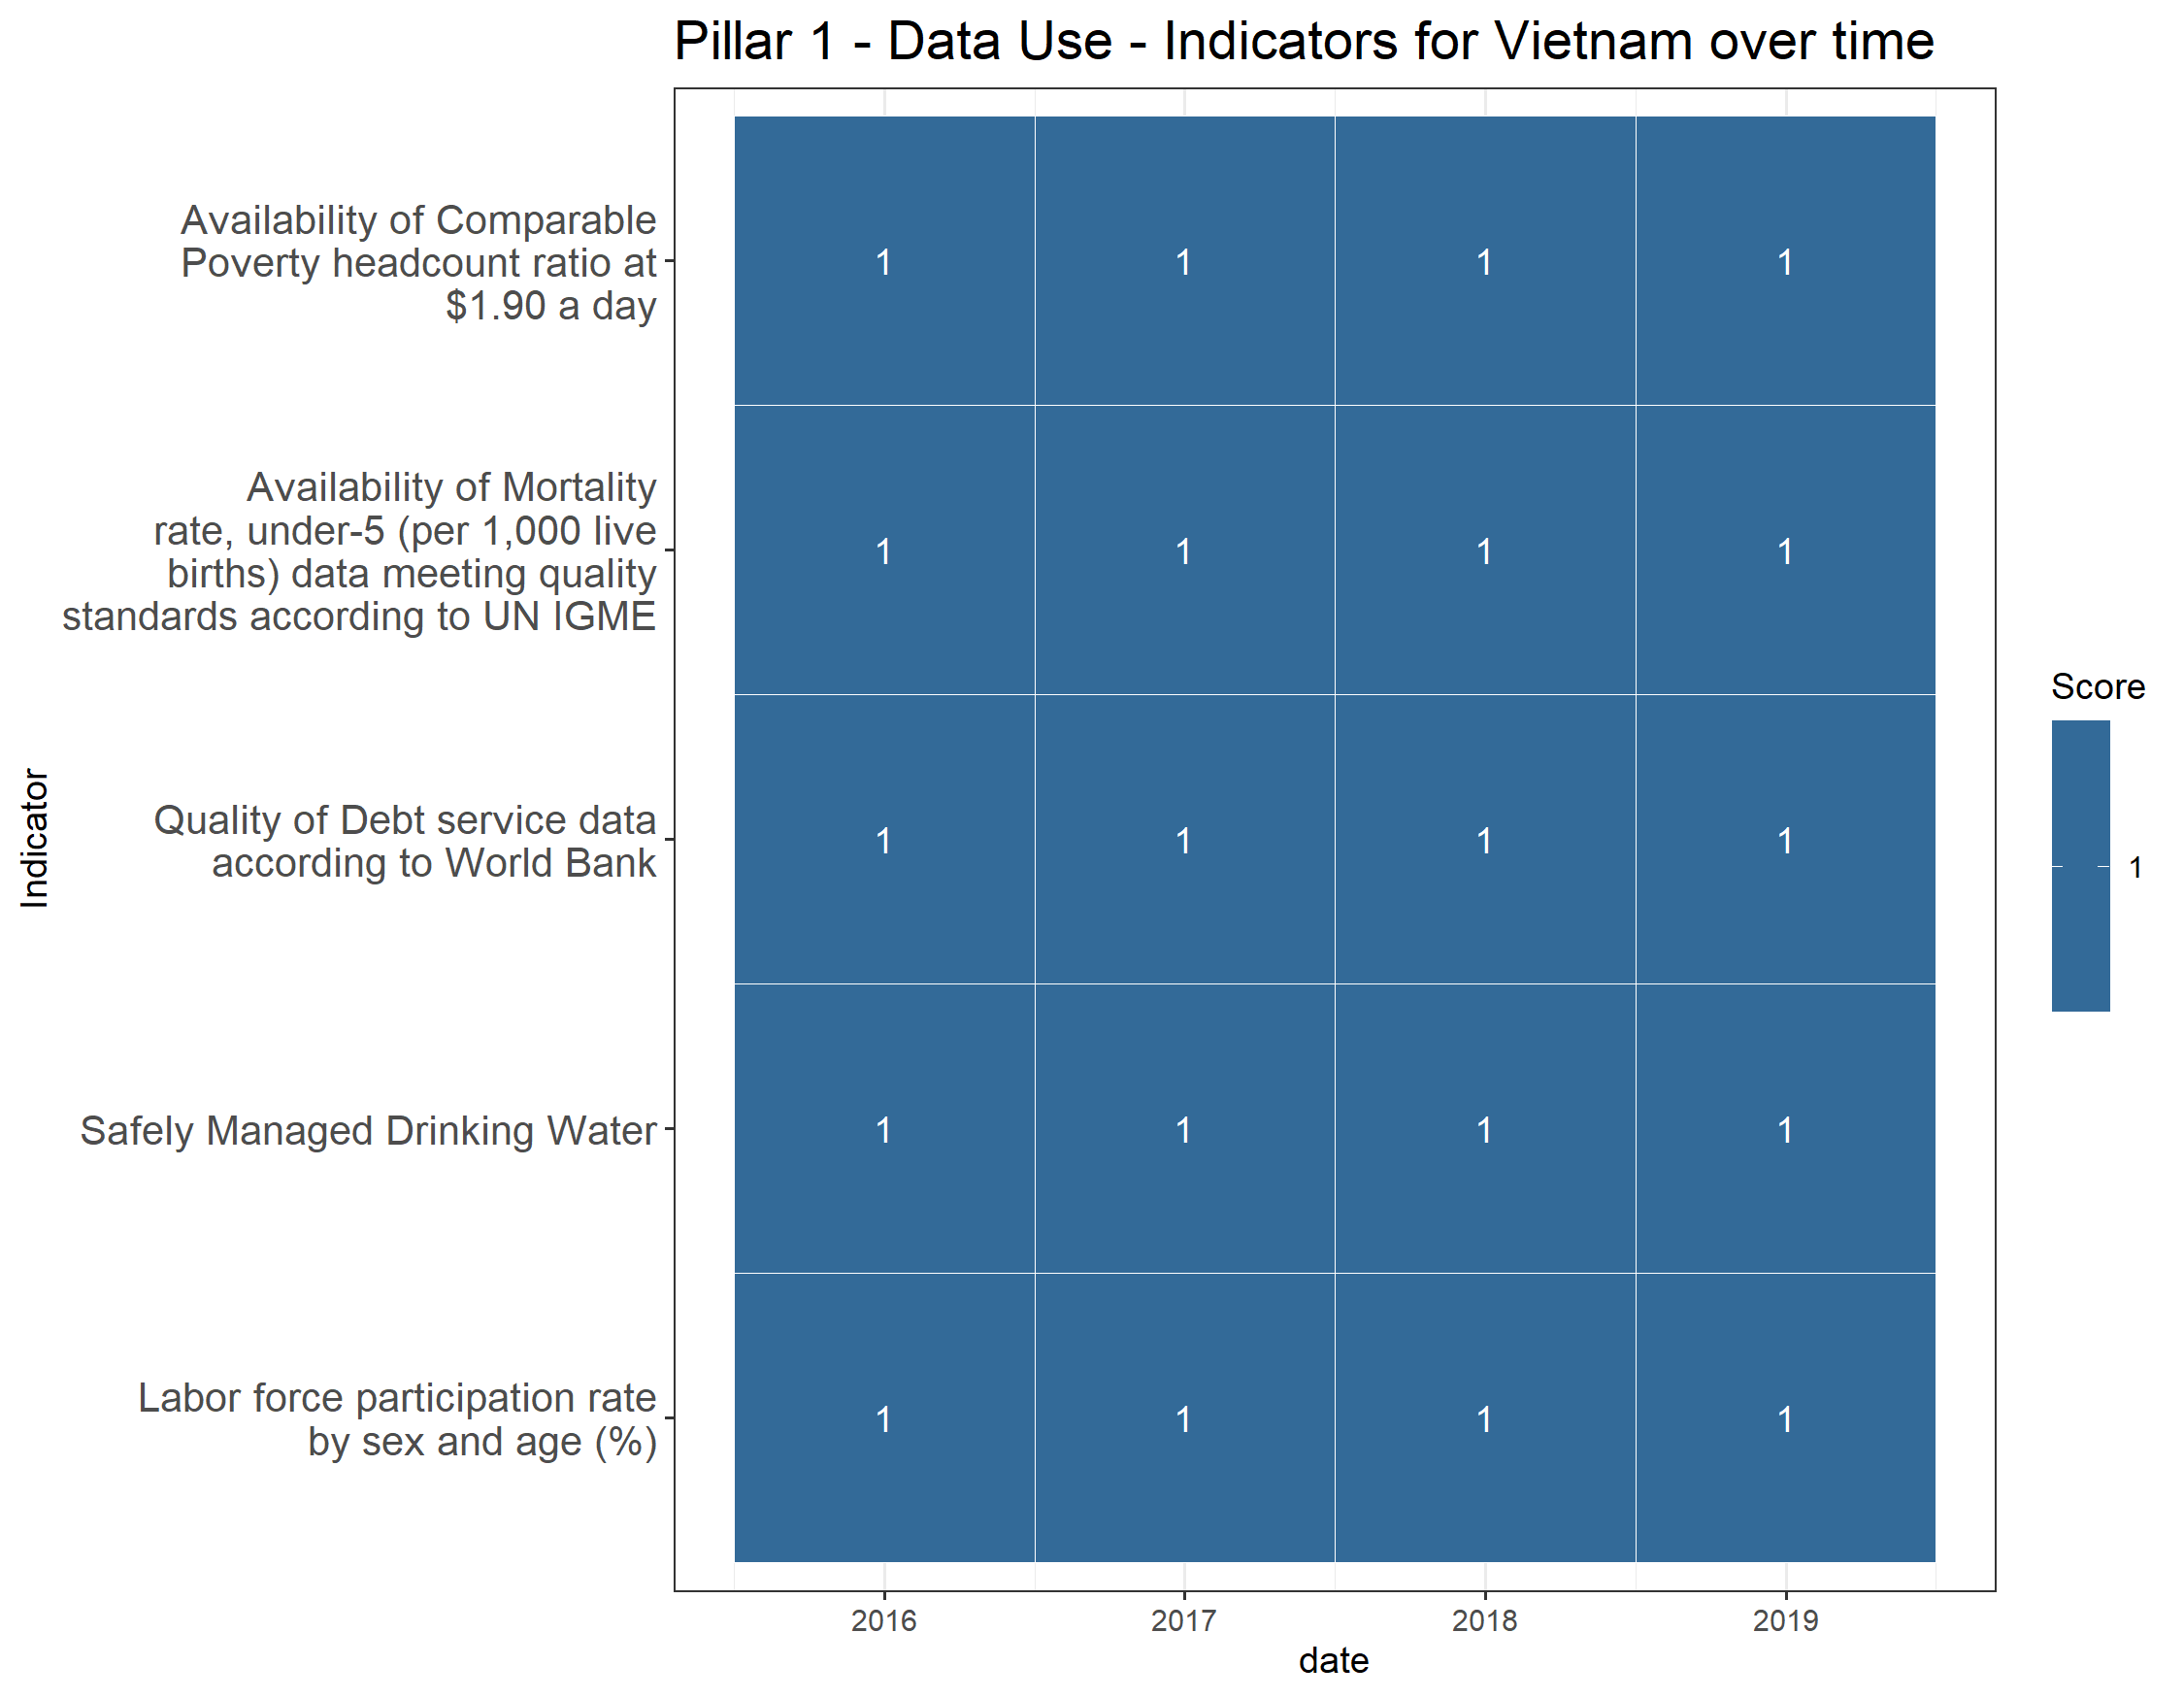 Pillar 1 - Data Use - Indicators for Vietnam over time
Indicator
Availability of Comparable
Poverty headcount ratio at
$1.90 a day
1 1 1 1
Availability of Mortality
rate, under-5 (per 1,000 live
births) data meeting quality
standards according to UN IGME
1 1 1 1
Quality of Debt service data
according to World Bank
1 1 1 1
Safely Managed Drinking Water
1 1 1 1
Labor force participation rate
by sex and age (%)
1 1 1 1
2016 2017 2018 2019
date
Score
1